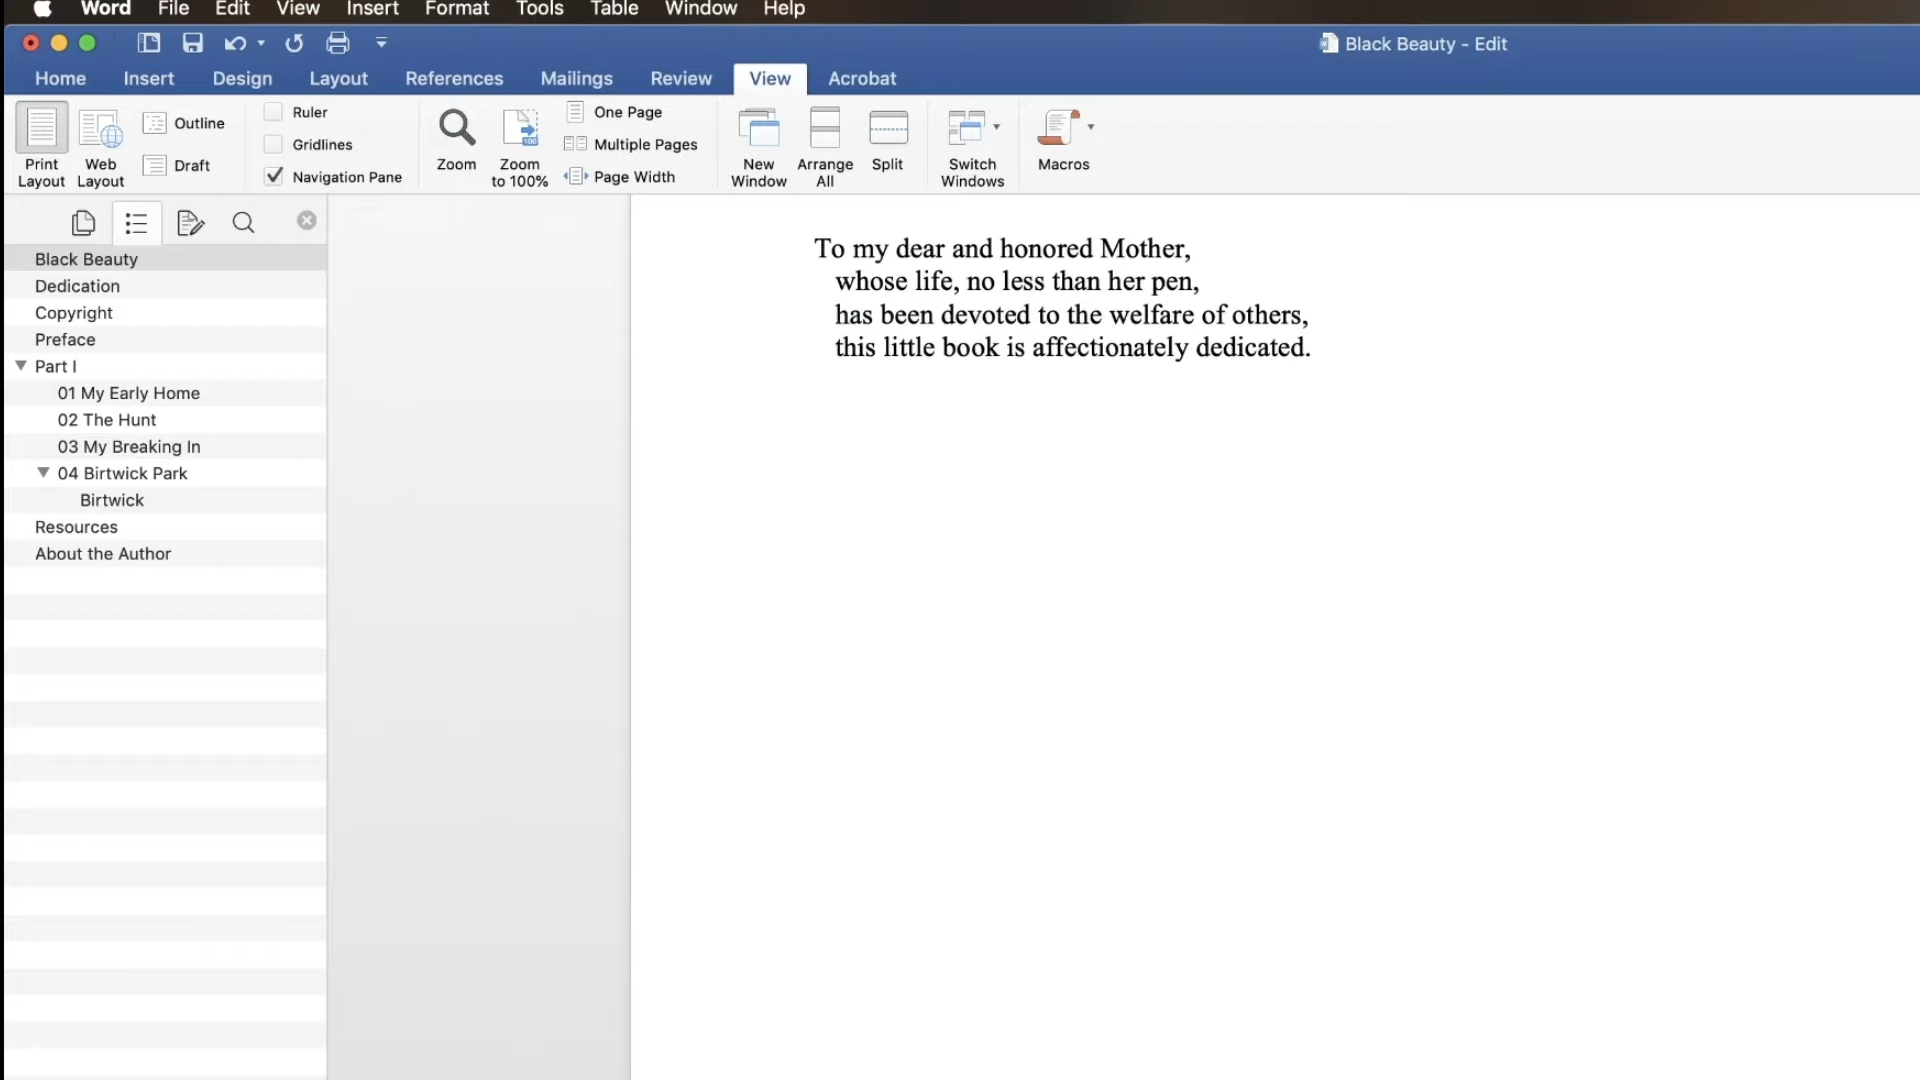 Word File Edit View Insert Format Tools Table Window Help
Black Beauty - Edit
Home Insert Design Layout References Mailings Review View Acrobat
Print Layout
Web Layout
Outline
Draft
Ruler
Gridlines
Navigation Pane
Zoom
100
Zoom to 100%
One Page
Multiple Pages
Page Width
New Window
Arrange All
Split
Switch Windows
Macros
Black Beauty
Dedication
Copyright
Preface
Part I
01 My Early Home
02 The Hunt
03 My Breaking In
04 Birtwick Park
Birtwick
Resources
About the Author
To my dear and honored Mother,
whose life, no less than her pen,
has been devoted to the welfare of others,
this little book is affectionately dedicated.